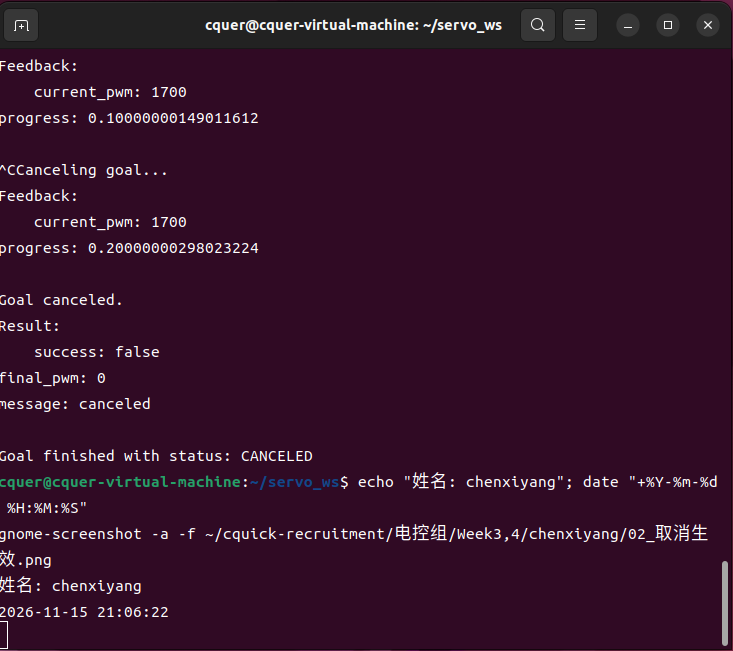 cquer@cquer-virtual-machine: ~/servo_ws
Feedback:
    current_pwm: 1700
progress: 0.10000000149011612
^CCanceling goal...
Feedback:
    current_pwm: 1700
progress: 0.20000000298023224
Goal canceled.
Result:
    success: false
final_pwm: 0
message: canceled
Goal finished with status: CANCELED
cquer@cquer-virtual-machine:~/servo_ws$ echo "姓名: chenxiyang"; date "+%Y-%m-%d
 %H:%M:%S"
gnome-screenshot -a -f ~/cquick-recruitment/电控组/Week3,4/chenxiyang/02_取消生
效.png
姓名: chenxiyang
2026-11-15 21:06:22